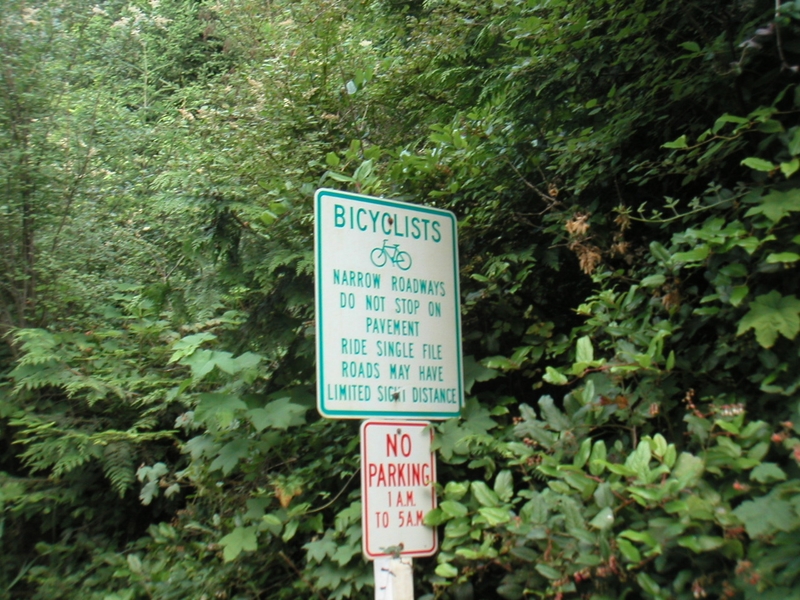 BICYCLISTS
NARROW ROADWAYS
DO NOT STOP ON
PAVEMENT
RIDE SINGLE FILE
ROADS MAY HAVE
LIMITED SIGHT DISTANCE
NO
PARKING
1 A.M.
TO 5 A.M.